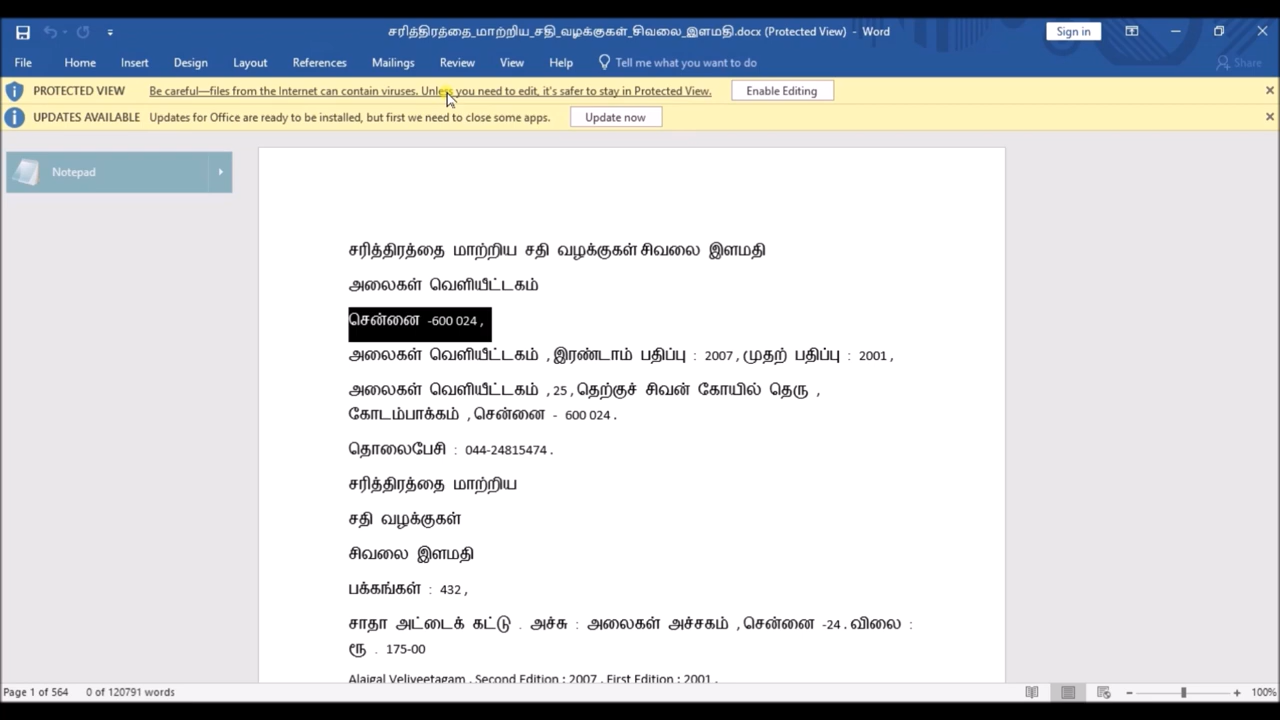 சரித்திரத்தை_மாற்றிய_சதி_வழக்குகள்_சிவலை_இளமதி.docx (Protected View) - Word
Sign in
File Home Insert Design Layout References Mailings Review View Help Tell me what you want to do Share
PROTECTED VIEW Be careful—files from the Internet can contain viruses. Unless you need to edit, it's safer to stay in Protected View. Enable Editing
UPDATES AVAILABLE Updates for Office are ready to be installed, but first we need to close some apps. Update now
Notepad
சரித்திரத்தை மாற்றிய சதி வழக்குகள் சிவலை இளமதி
அலைகள் வெளியீட்டகம்
சென்னை -600 024 ,
அலைகள் வெளியீட்டகம் , இரண்டாம் பதிப்பு : 2007 , முதற் பதிப்பு : 2001 ,
அலைகள் வெளியீட்டகம் , 25 , தெற்குச் சிவன் கோயில் தெரு ,
கோடம்பாக்கம் , சென்னை - 600 024 .
தொலைபேசி : 044-24815474 .
சரித்திரத்தை மாற்றிய
சதி வழக்குகள்
சிவலை இளமதி
பக்கங்கள் : 432 ,
சாதா அட்டைக் கட்டு . அச்சு : அலைகள் அச்சகம் , சென்னை -24 . விலை :
ரூ . 175-00
Alaigal Veliyeetagam , Second Edition : 2007 , First Edition : 2001 ,
Page 1 of 564 0 of 120791 words 100%